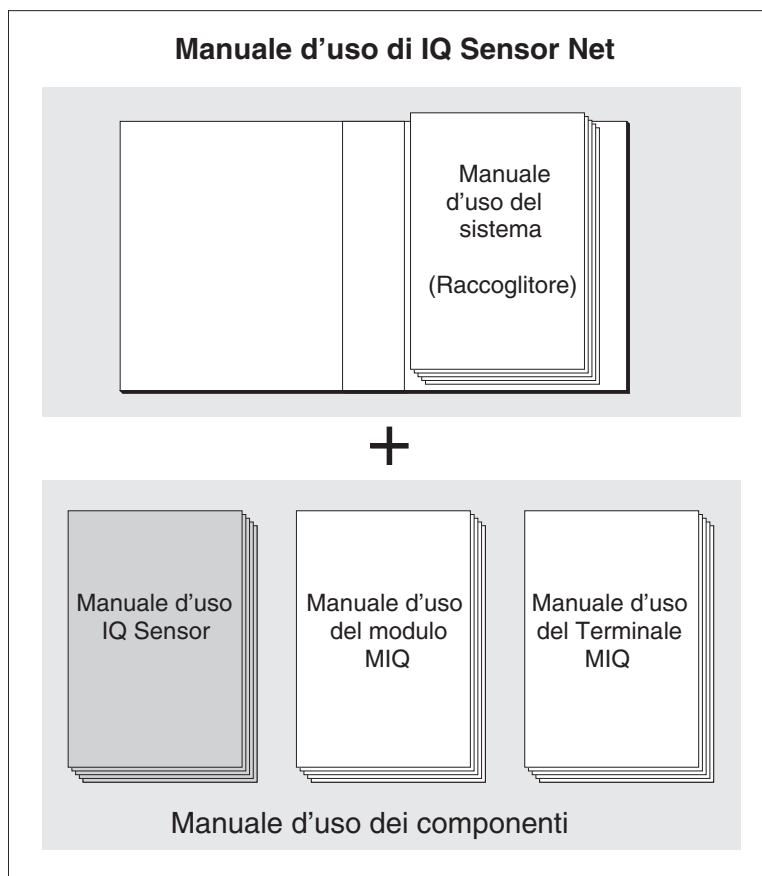 Manuale d’uso di IQ Sensor Net
Manuale
d’uso del
sistema
(Raccoglitore)
+
Manuale d’uso
IQ Sensor
Manuale d’uso
del modulo
MIQ
Manuale d’uso
del Terminale
MIQ
Manuale d’uso dei componenti